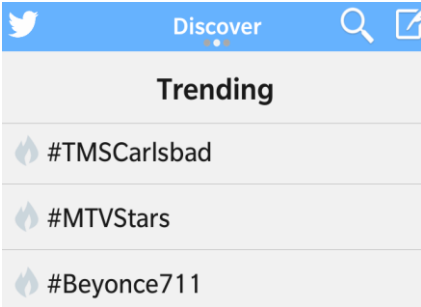 Discover
Trending
#TMSCarlsbad
#MTVStars
#Beyonce711